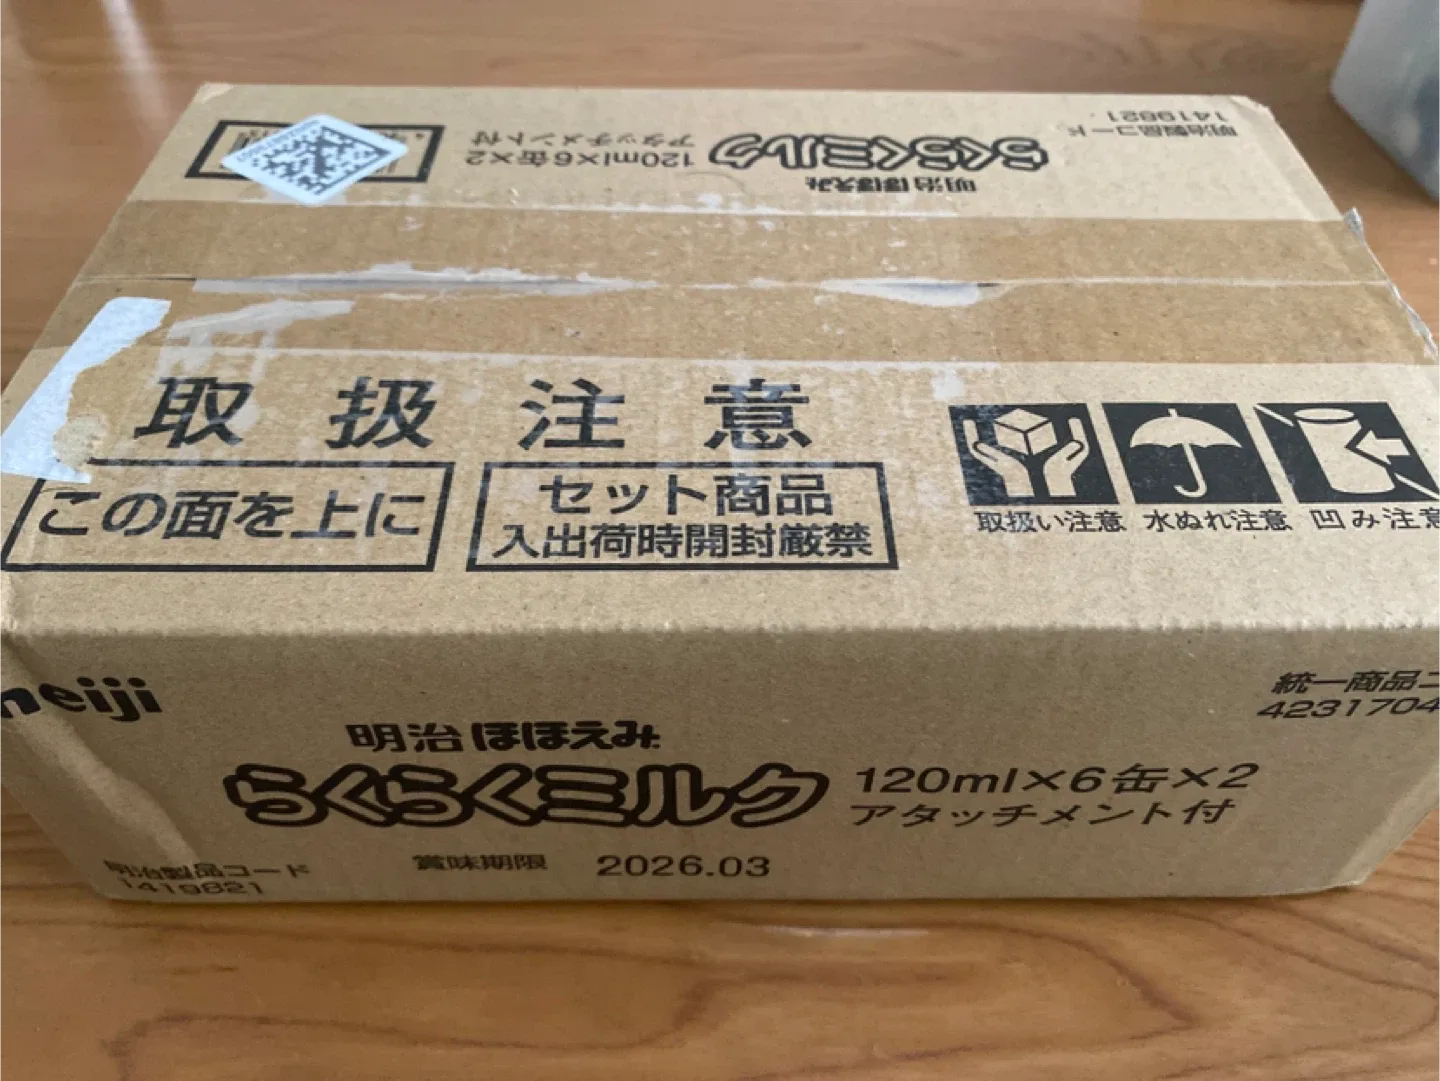 明治製品コード
1419821
明治 ほほえみ
らくらくミルク
120ml×6缶×2
アタッチメント付
取扱注意
この面を上に
セット商品
入出荷時開封厳禁
取扱い注意
水ぬれ注意
凹み注意
meiji
明治 ほほえみ
らくらくミルク
120ml×6缶×2
アタッチメント付
統一商品コ
4231704
明治製品コード
1419821
賞味期限 2026.03